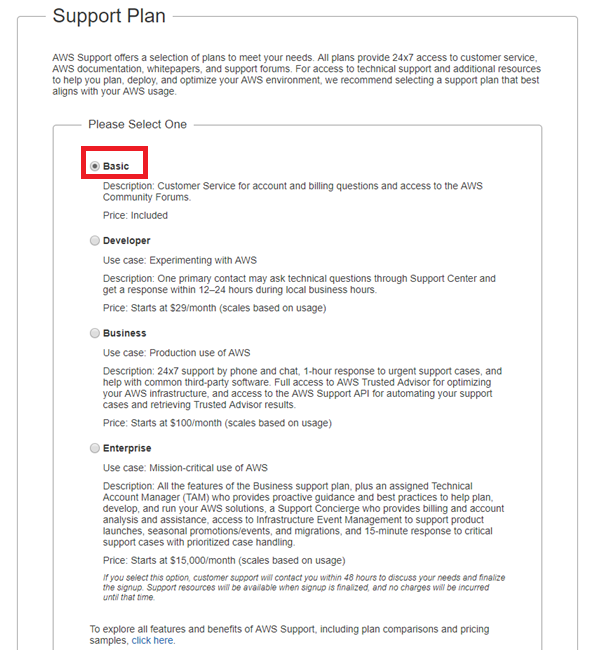 Support Plan
AWS Support offers a selection of plans to meet your needs. All plans provide 24x7 access to customer service,
AWS documentation, whitepapers, and support forums. For access to technical support and additional resources
to help you plan, deploy, and optimize your AWS environment, we recommend selecting a support plan that best
aligns with your AWS usage.
Please Select One
Basic
Description: Customer Service for account and billing questions and access to the AWS
Community Forums.
Price: Included
Developer
Use case: Experimenting with AWS
Description: One primary contact may ask technical questions through Support Center and
get a response within 12–24 hours during local business hours.
Price: Starts at $29/month (scales based on usage)
Business
Use case: Production use of AWS
Description: 24x7 support by phone and chat, 1-hour response to urgent support cases, and
help with common third-party software. Full access to AWS Trusted Advisor for optimizing
your AWS infrastructure, and access to the AWS Support API for automating your support
cases and retrieving Trusted Advisor results.
Price: Starts at $100/month (scales based on usage)
Enterprise
Use case: Mission-critical use of AWS
Description: All the features of the Business support plan, plus an assigned Technical
Account Manager (TAM) who provides proactive guidance and best practices to help plan,
develop, and run your AWS solutions, a Support Concierge who provides billing and account
analysis and assistance, access to Infrastructure Event Management to support product
launches, seasonal promotions/events, and migrations, and 15-minute response to critical
support cases with prioritized case handling.
Price: Starts at $15,000/month (scales based on usage)
If you select this option, customer support will contact you within 48 hours to discuss your needs and finalize
the signup. Support resources will be available when signup is finalized, and no charges will be incurred
until that time.
To explore all features and benefits of AWS Support, including plan comparisons and pricing
samples, click here.